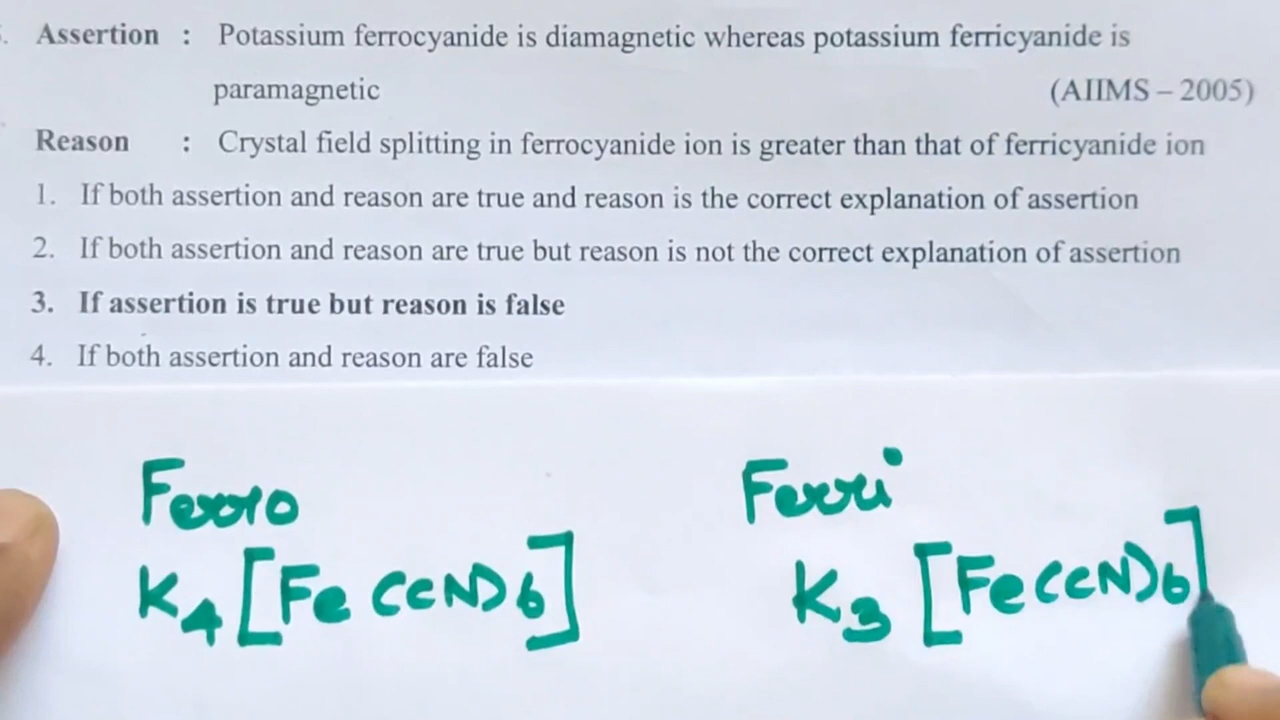 Assertion : Potassium ferrocyanide is diamagnetic whereas potassium ferricyanide is
paramagnetic (AIIMS – 2005)
Reason : Crystal field splitting in ferrocyanide ion is greater than that of ferricyanide ion
1. If both assertion and reason are true and reason is the correct explanation of assertion
2. If both assertion and reason are true but reason is not the correct explanation of assertion
3. If assertion is true but reason is false
4. If both assertion and reason are false
Ferro Ferri
K4 [Fe(CN)6] K3 [Fe(CN)6]